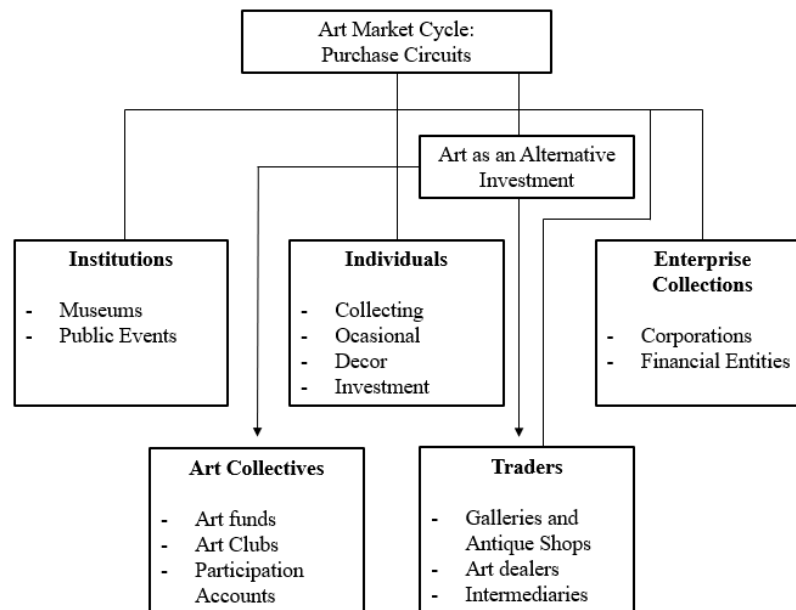 Art Market Cycle:
Purchase Circuits
Art as an Alternative
Investment
Institutions
- Museums
- Public Events
Individuals
- Collecting
- Ocasional
- Decor
- Investment
Enterprise
Collections
- Corporations
- Financial Entities
Art Collectives
- Art funds
- Art Clubs
- Participation
Accounts
Traders
- Galleries and
Antique Shops
- Art dealers
- Intermediaries